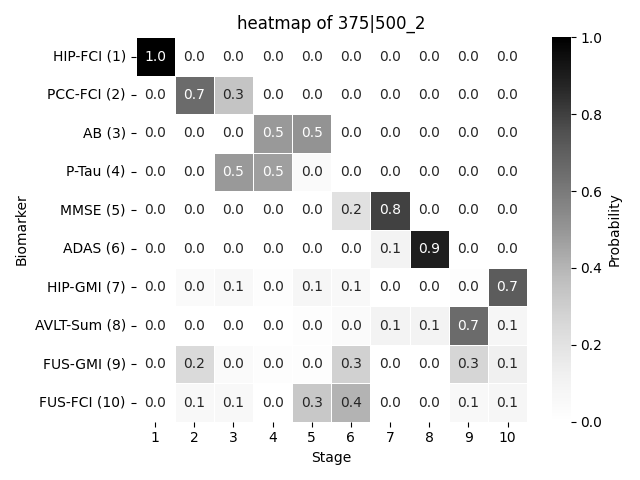 heatmap of 375|500_2
HIP-FCI (1) 1.0 0.0 0.0 0.0 0.0 0.0 0.0 0.0 0.0 0.0
PCC-FCI (2) 0.0 0.7 0.3 0.0 0.0 0.0 0.0 0.0 0.0 0.0
AB (3) 0.0 0.0 0.0 0.5 0.5 0.0 0.0 0.0 0.0 0.0
P-Tau (4) 0.0 0.0 0.5 0.5 0.0 0.0 0.0 0.0 0.0 0.0
MMSE (5) 0.0 0.0 0.0 0.0 0.0 0.2 0.8 0.0 0.0 0.0
ADAS (6) 0.0 0.0 0.0 0.0 0.0 0.0 0.1 0.9 0.0 0.0
HIP-GMI (7) 0.0 0.0 0.1 0.0 0.1 0.1 0.0 0.0 0.0 0.7
AVLT-Sum (8) 0.0 0.0 0.0 0.0 0.0 0.0 0.1 0.1 0.7 0.1
FUS-GMI (9) 0.0 0.2 0.0 0.0 0.0 0.3 0.0 0.0 0.3 0.1
FUS-FCI (10) 0.0 0.1 0.1 0.0 0.3 0.4 0.0 0.0 0.1 0.1
1 2 3 4 5 6 7 8 9 10
Stage
Biomarker
1.0
0.8
0.6
0.4
0.2
0.0
Probability